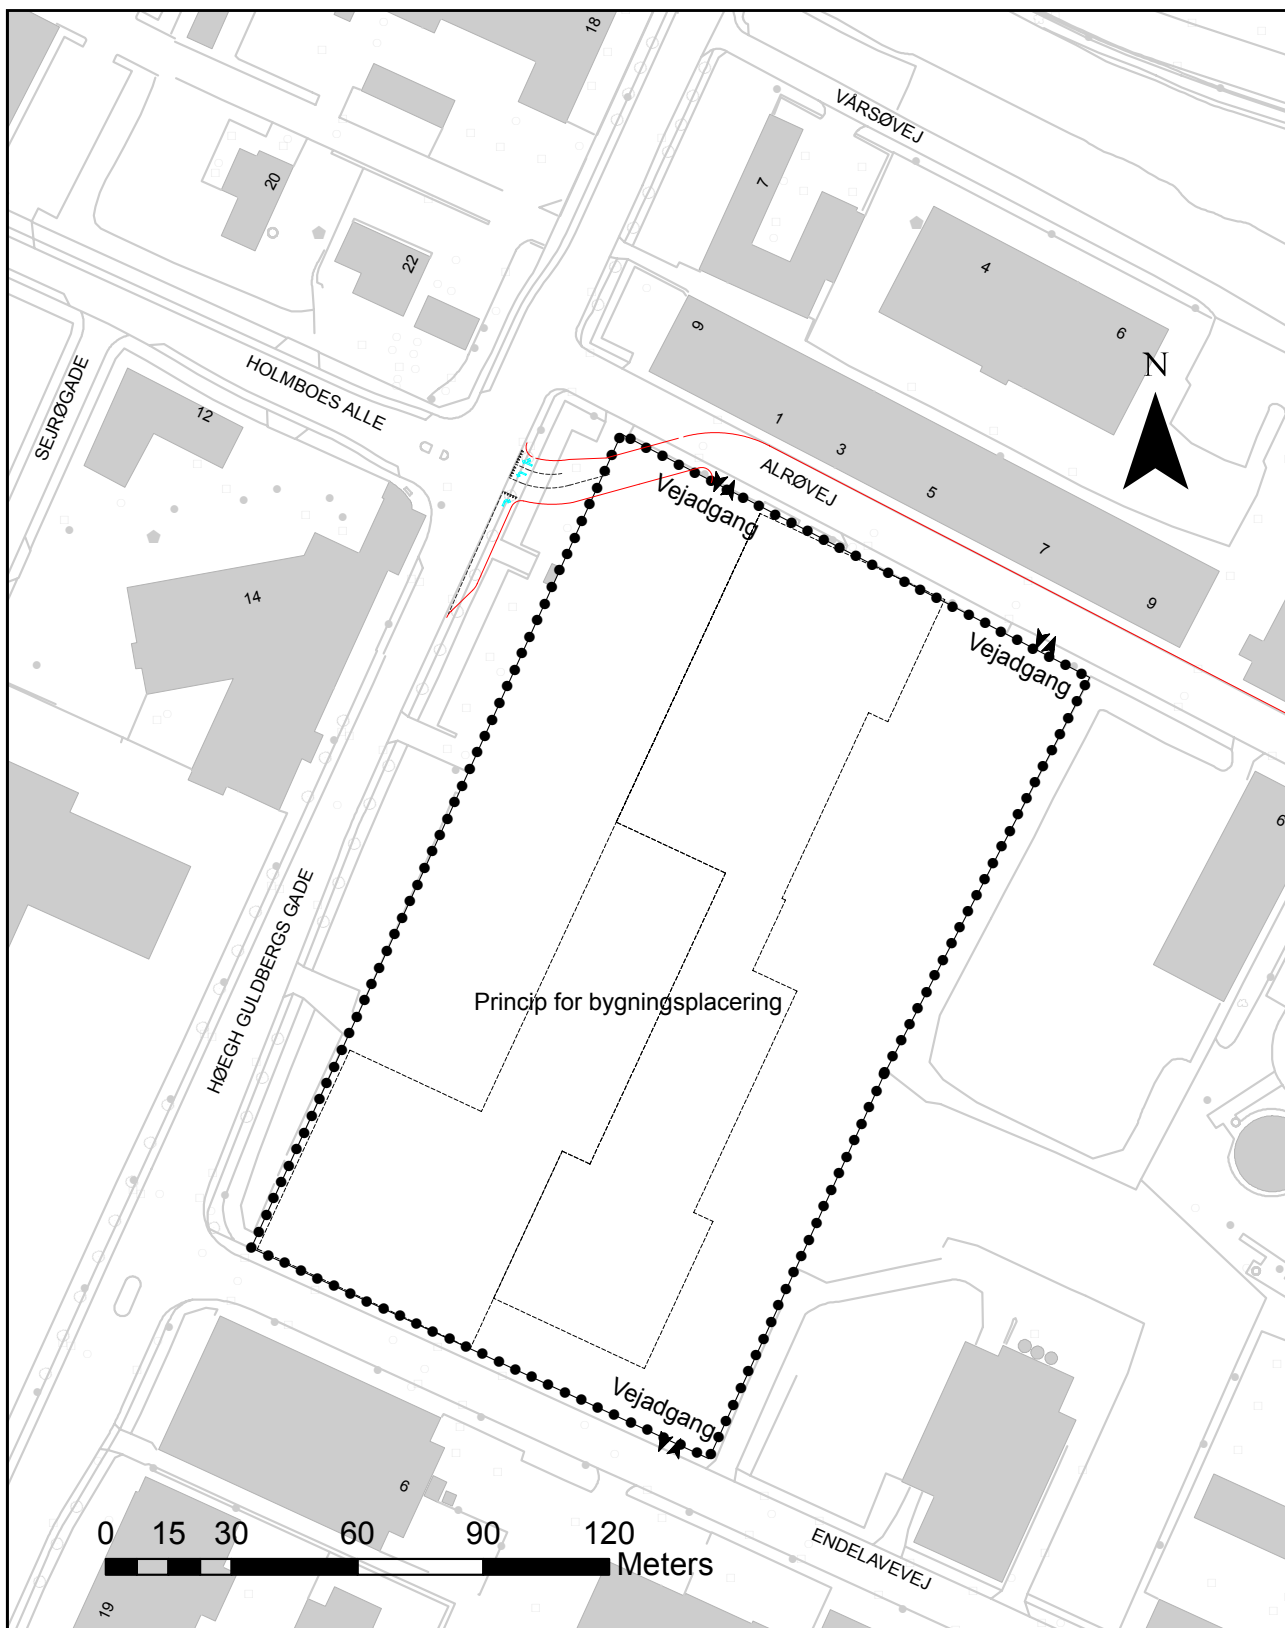 18
VÅRSØVEJ
7
20
22
4
6
9
N
SEJRØGADE
HOLMBOES ALLE
12
1
3
ALRØVEJ
5
7
9
Vejadgang
Vejadgang
14
6
HØEGH GULDBERGS GADE
Princip for bygningsplacering
Vejadgang
6
0 15 30 60 90 120
Meters
ENDELAVEVEJ
19